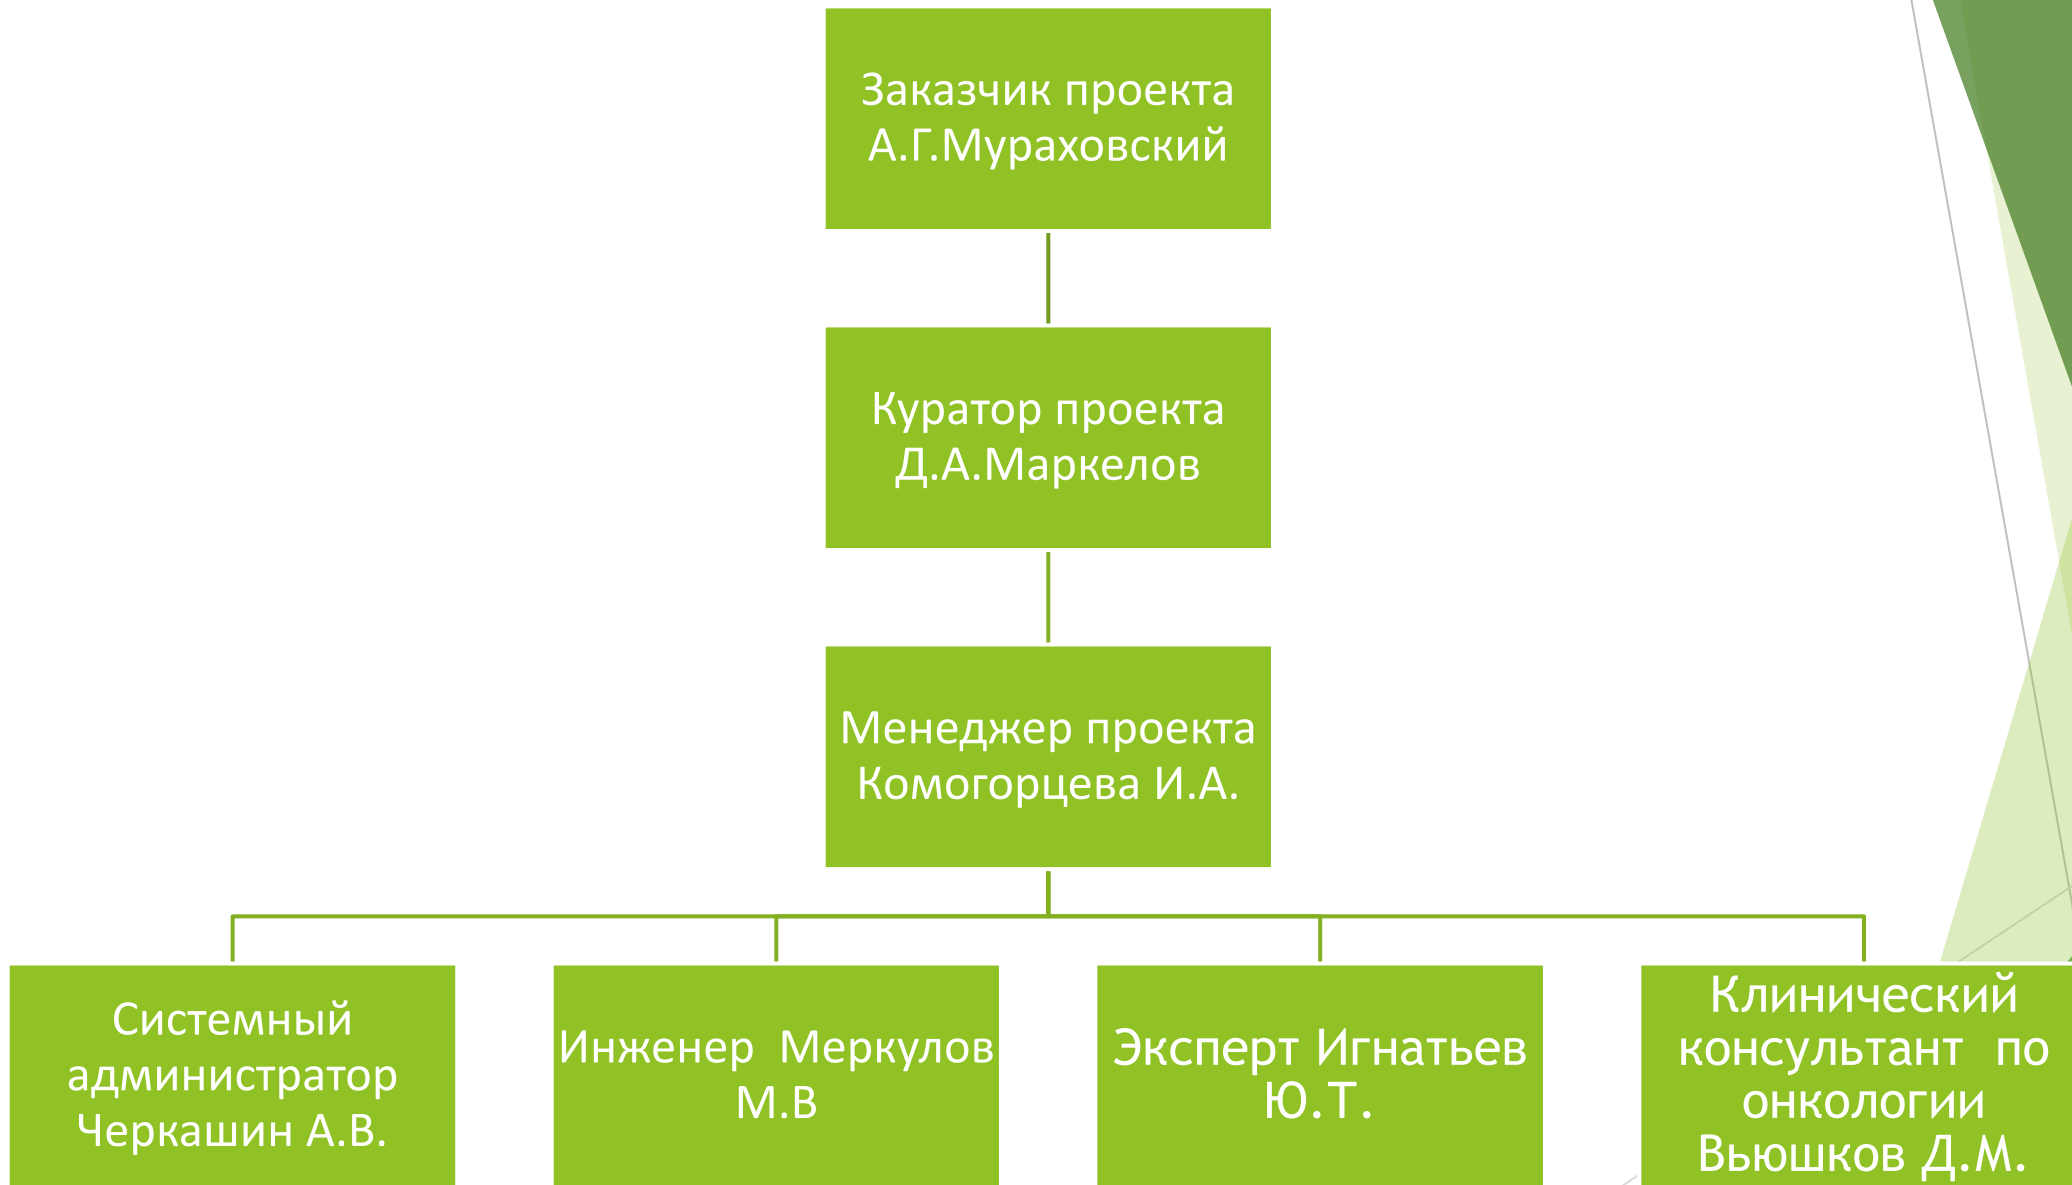 Заказчик проекта
А.Г.Мураховский
Куратор проекта
Д.А.Маркелов
Менеджер проекта
Комогорцева И.А.
Системный
администратор
Черкашин А.В.
Инженер  Меркулов
М.В
Эксперт Игнатьев
Ю.Т.
Клинический
консультант  по
онкологии
Вьюшков Д.М.